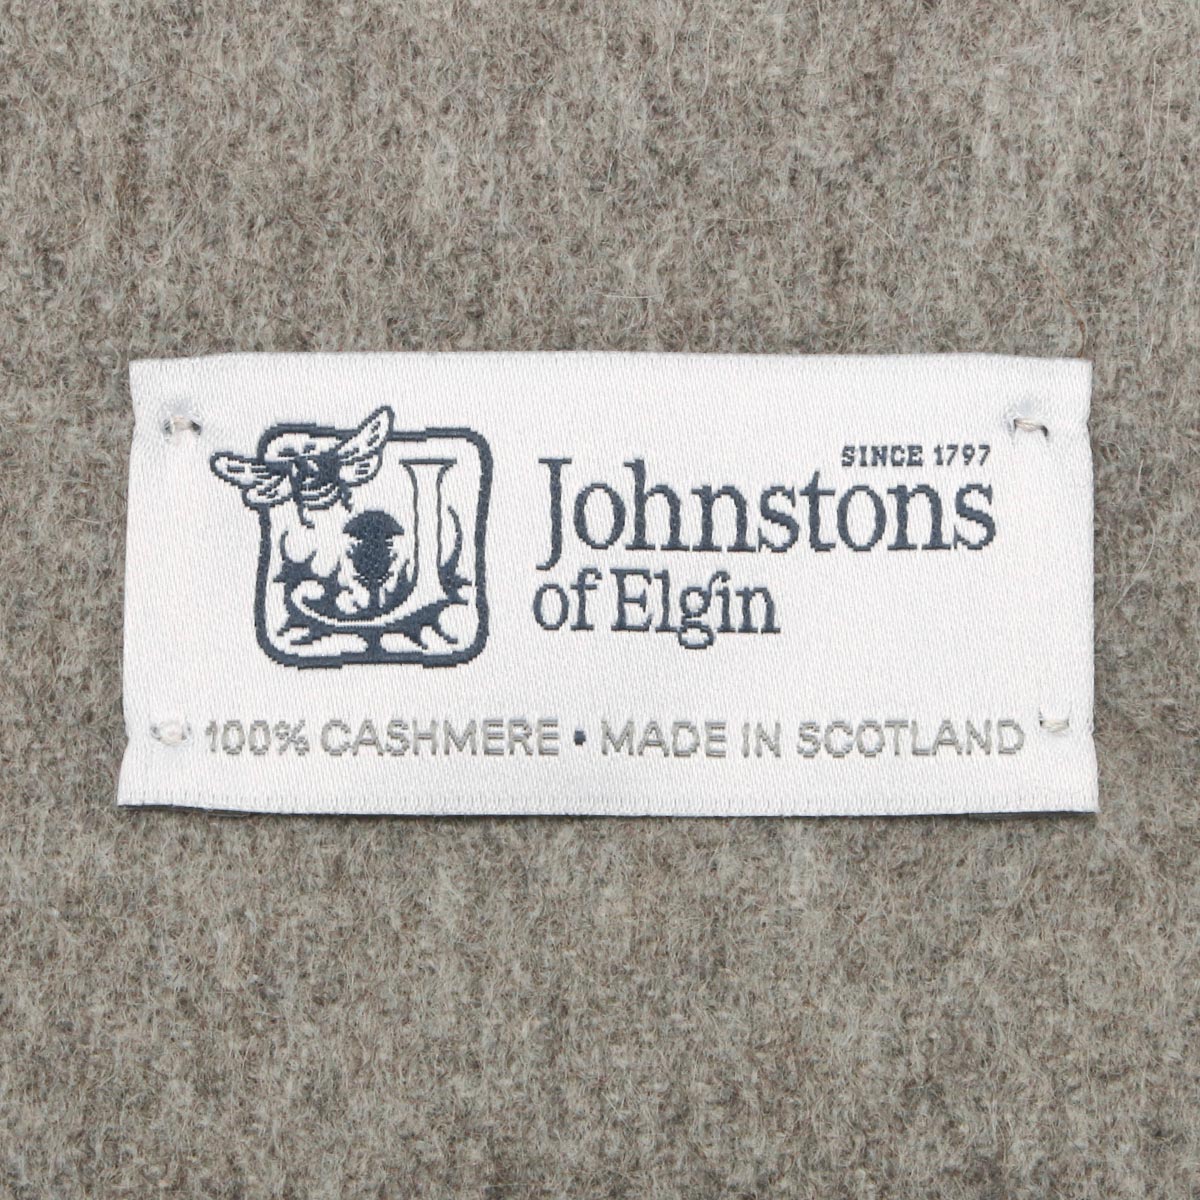 SINCE 1797
Johnstons
of Elgin
100% CASHMERE • MADE IN SCOTLAND